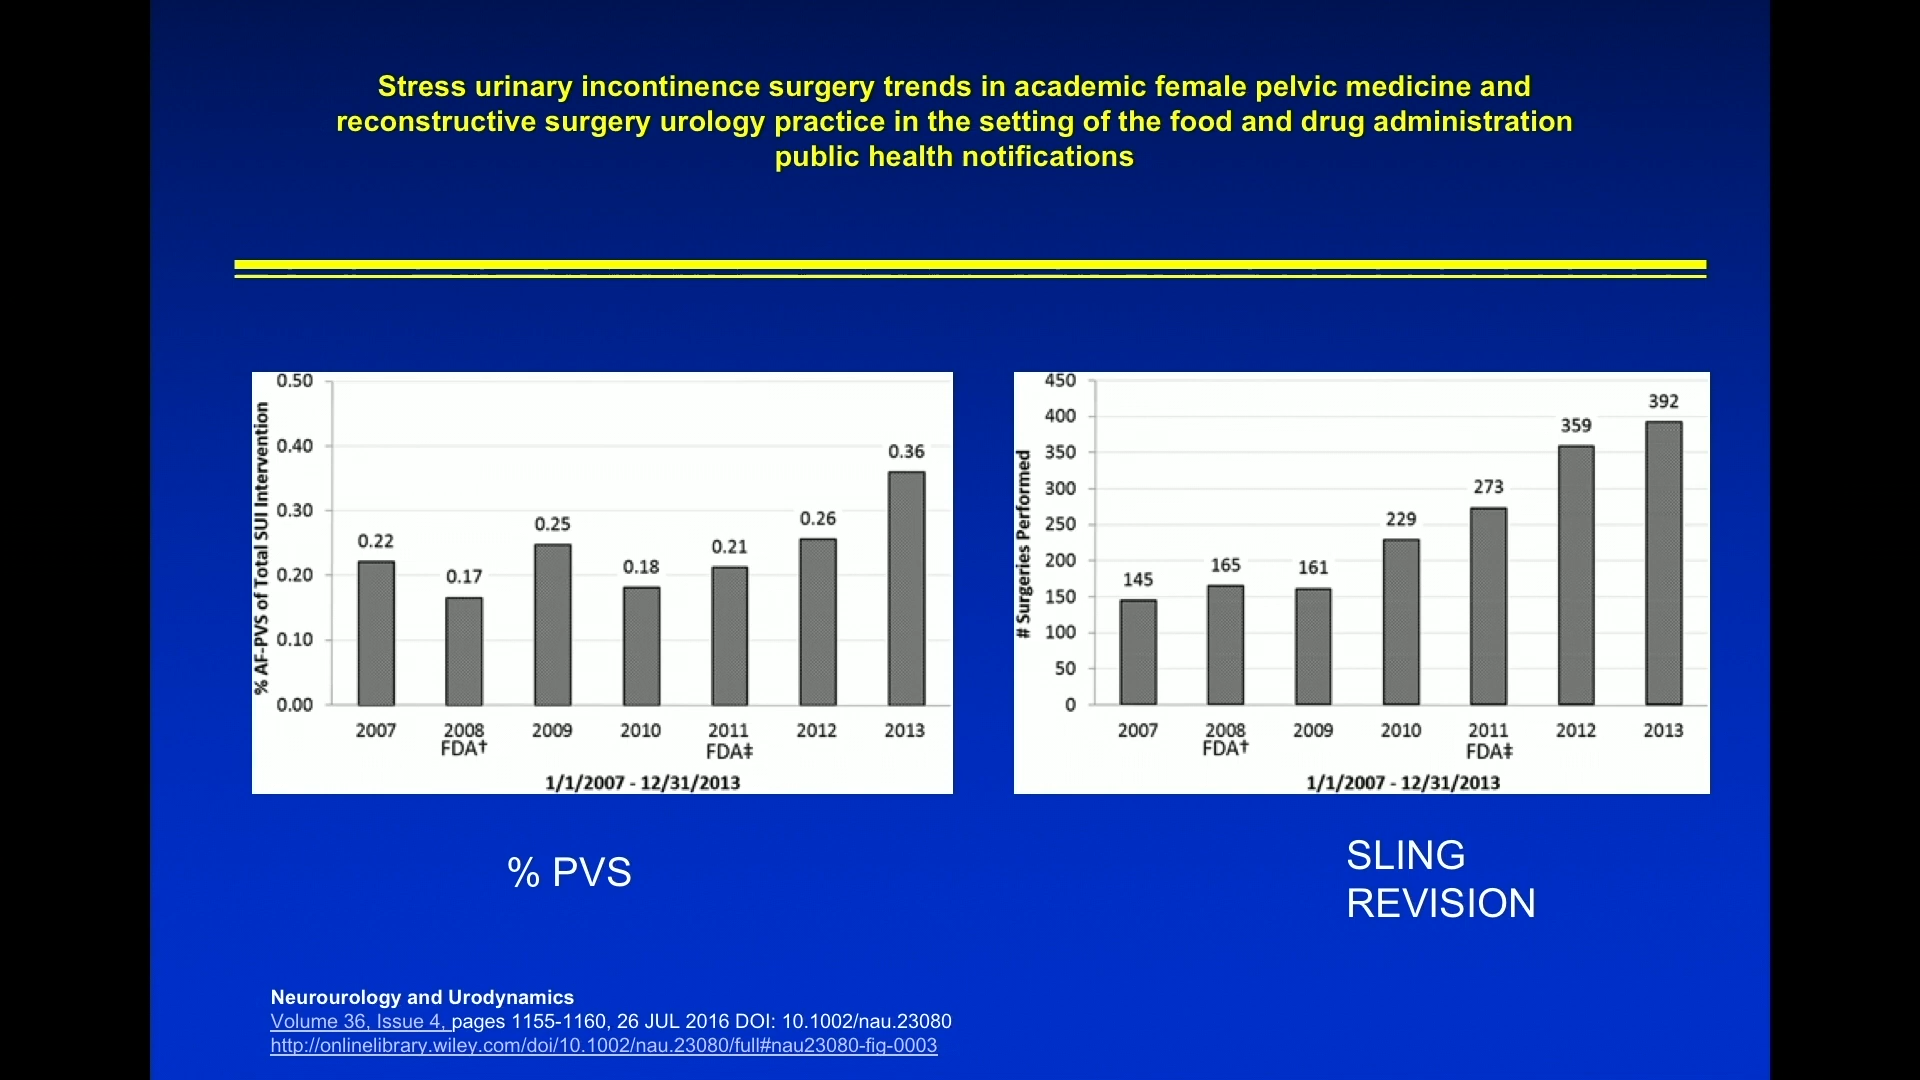 Stress urinary incontinence surgery trends in academic female pelvic medicine and
reconstructive surgery urology practice in the setting of the food and drug administration
public health notifications
% AF-PVS of Total SUI Intervention
0.50
0.40
0.30
0.20
0.10
0.00
0.22
0.17
0.25
0.18
0.21
0.26
0.36
2007 2008 2009 2010 2011 2012 2013
FDA† FDA‡
1/1/2007 - 12/31/2013
# Surgeries Performed
450
400
350
300
250
200
150
100
50
0
145
165
161
229
273
359
392
2007 2008 2009 2010 2011 2012 2013
FDA† FDA‡
1/1/2007 - 12/31/2013
% PVS
SLING
REVISION
Neurourology and Urodynamics
Volume 36, Issue 4, pages 1155-1160, 26 JUL 2016 DOI: 10.1002/nau.23080
http://onlinelibrary.wiley.com/doi/10.1002/nau.23080/full#nau23080-fig-0003